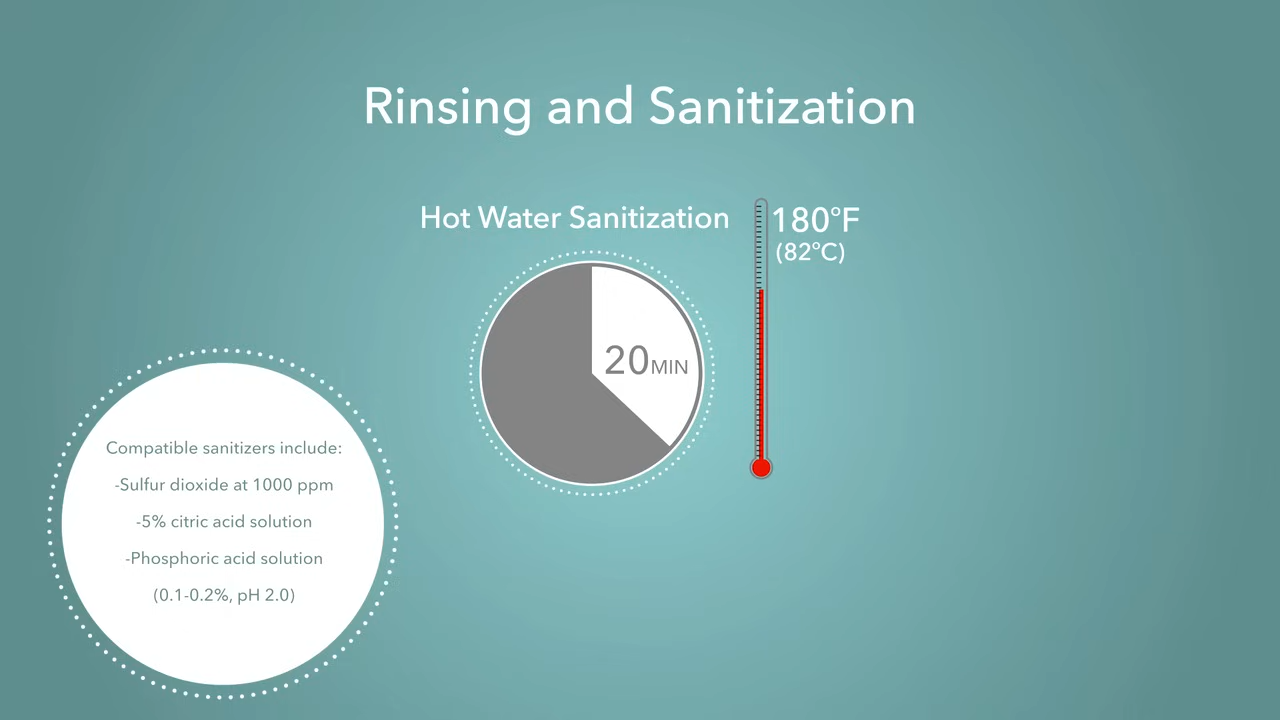 Rinsing and Sanitization
Hot Water Sanitization
180°F
(82°C)
20MIN
Compatible sanitizers include:
-Sulfur dioxide at 1000 ppm
-5% citric acid solution
-Phosphoric acid solution
(0.1-0.2%, pH 2.0)